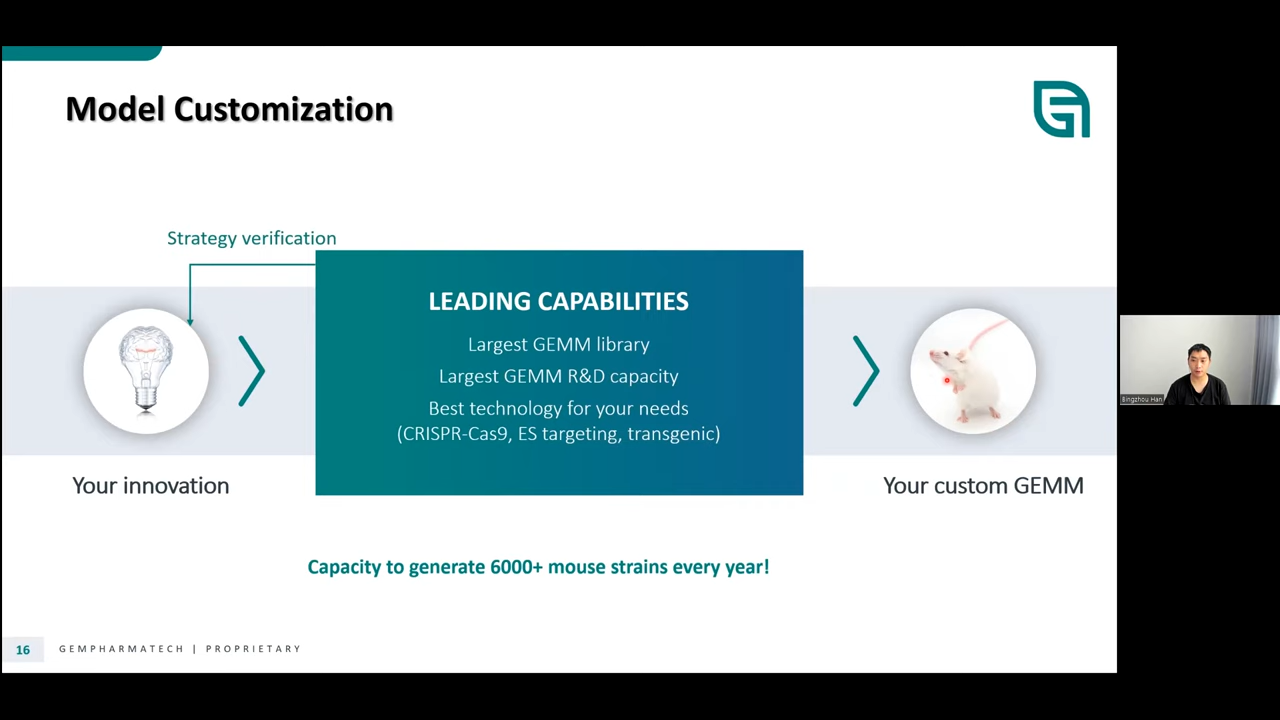 Model Customization
Strategy verification
LEADING CAPABILITIES
Largest GEMM library
Largest GEMM R&D capacity
Best technology for your needs
(CRISPR-Cas9, ES targeting, transgenic)
Your innovation
Your custom GEMM
Capacity to generate 6000+ mouse strains every year!
16
GEMPHARMATECH | PROPRIETARY
Bingzhou Han